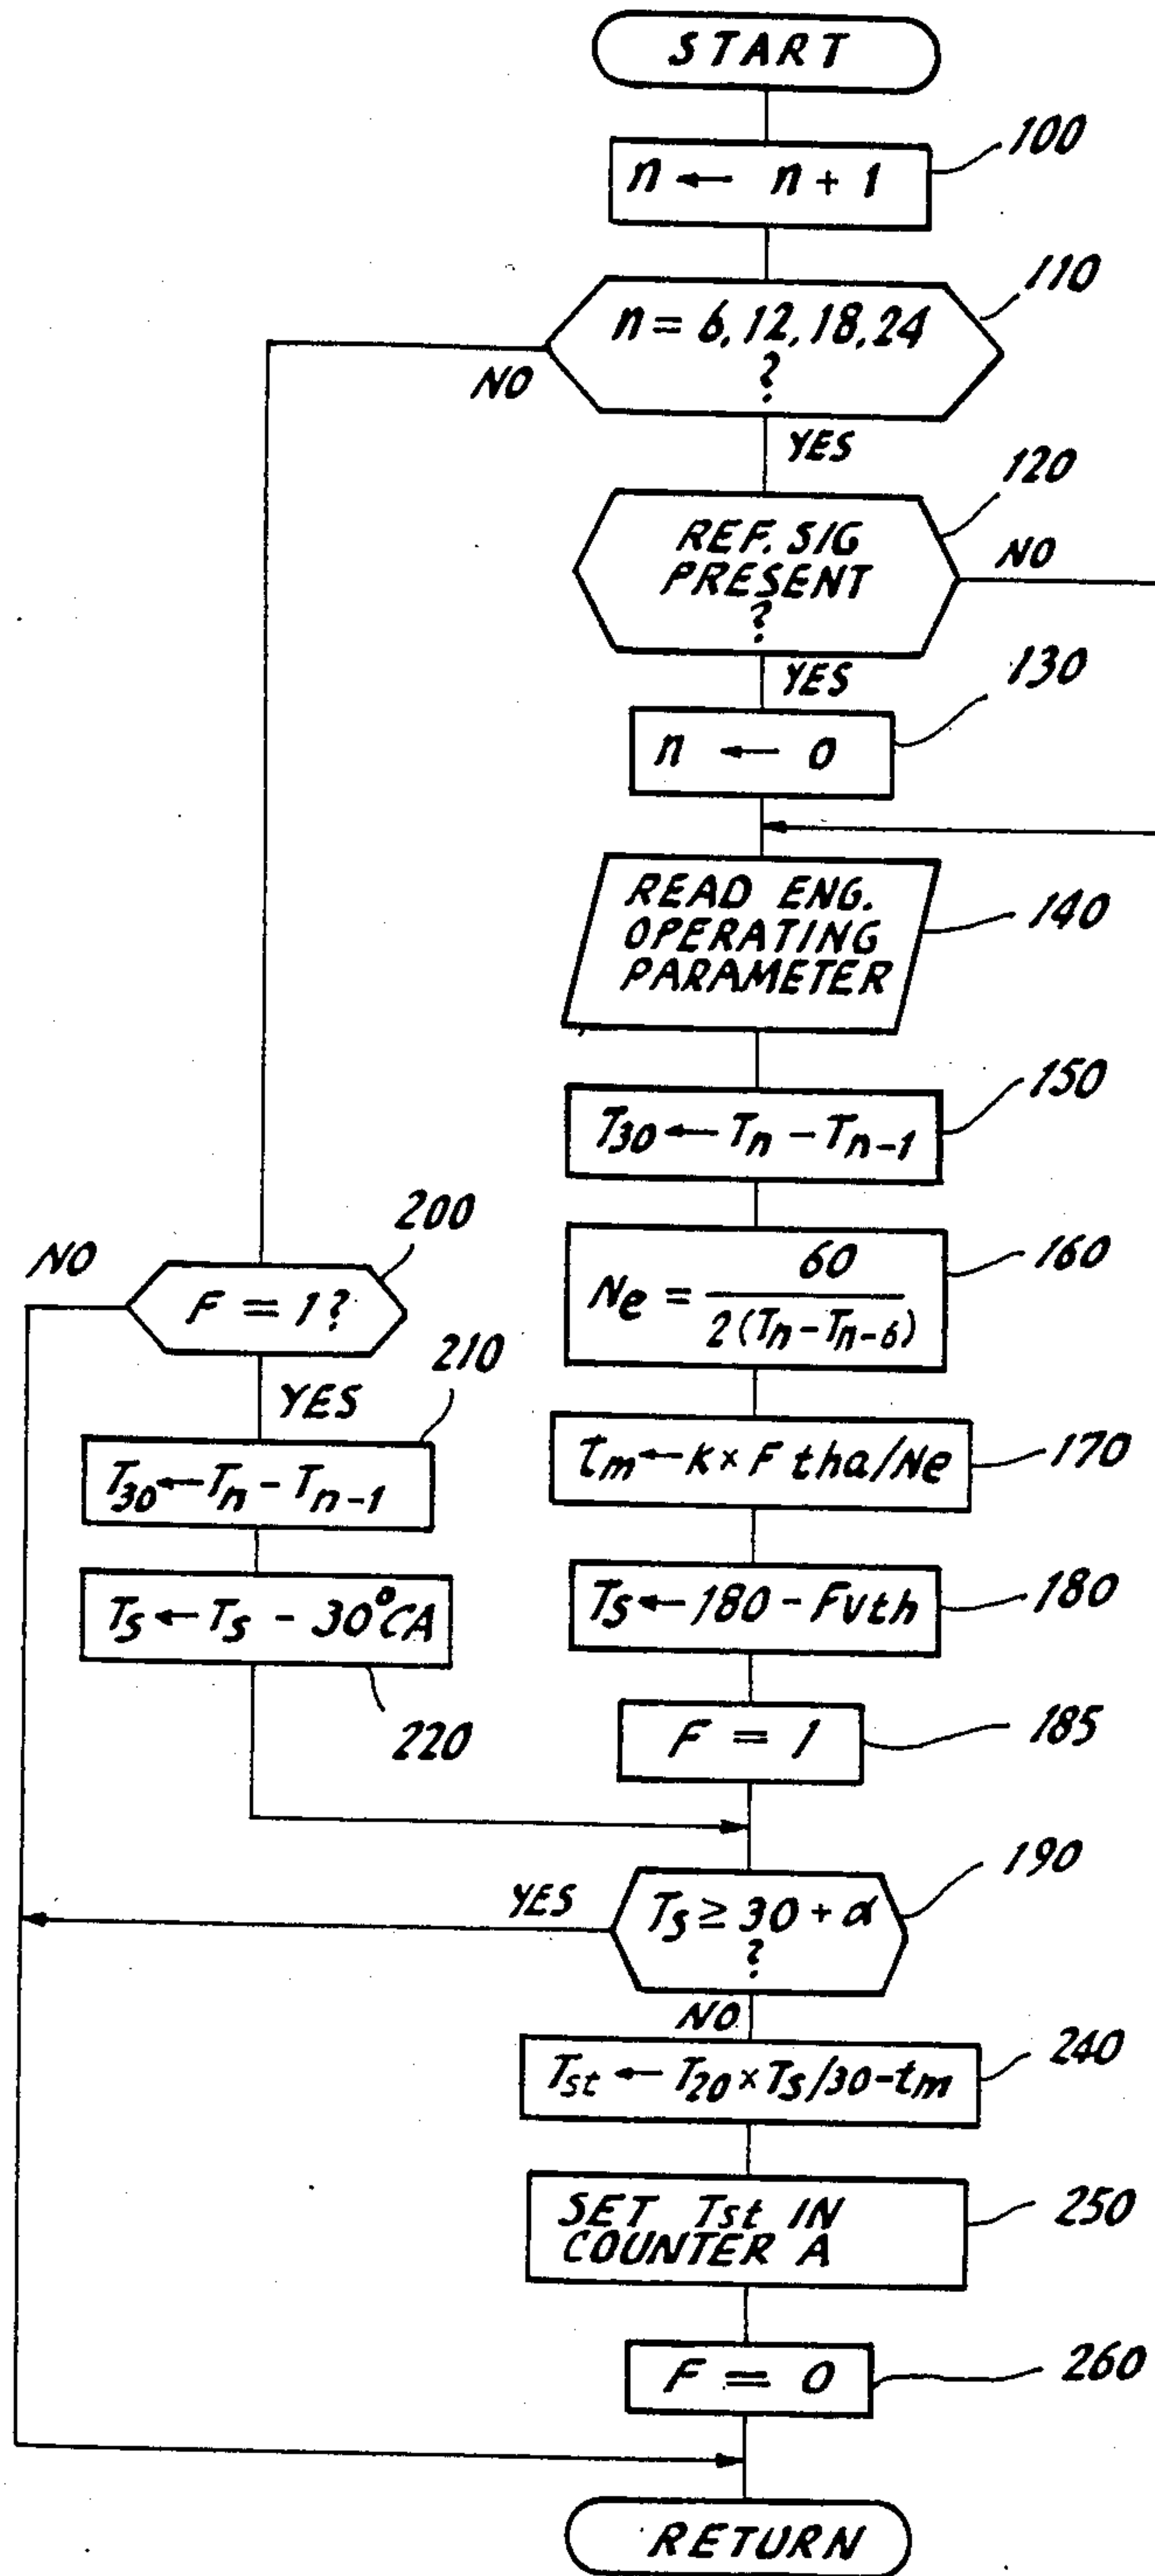 START
100
n ← n + 1
110
n = 6, 12, 18, 24
?
NO
YES
120
REF. SIG
PRESENT
?
NO
YES
130
n ← 0
READ ENG.
OPERATING
PARAMETER
140
150
T30 ← Tn - Tn-1
160
Ne = 60 / 2(Tn - Tn-6)
170
tm ← K × F tha/Ne
180
Ts ← 180 - Fvth
185
F = 1
200
NO
F = 1?
210
YES
T30 ← Tn - Tn-1
Ts ← Ts - 30°CA
220
190
YES
Ts ≥ 30 + α
?
NO
240
Tst ← T20 × Ts/30 - tm
250
SET Tst IN
COUNTER A
F = 0
260
RETURN